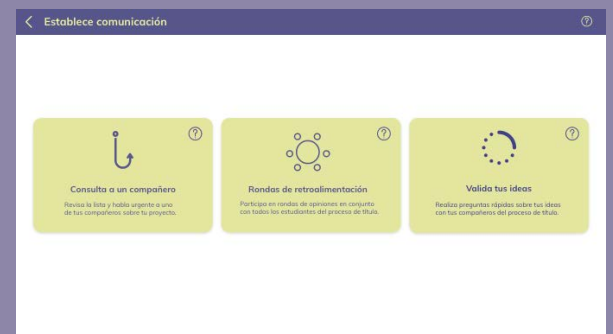 Establece comunicación
?
?
?
?
Consulta a un compañero
Revisa la lista y habla urgente a uno
de tus compañeros sobre tu proyecto.
Rondas de retroalimentación
Participa en rondas de opiniones en conjunto
con todos los estudiantes del proceso de título.
Valida tus ideas
Realiza preguntas rápidas sobre tus ideas
con tus compañeros del proceso de título.